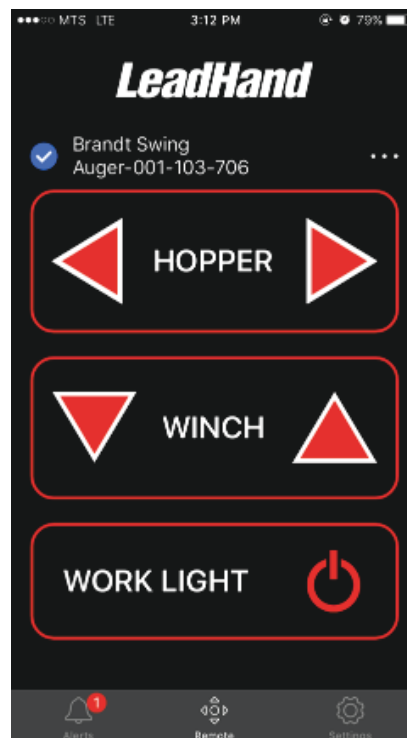 MTS LTE 3:12 PM 79%
LeadHand
Brandt Swing
Auger-001-103-706
HOPPER
WINCH
WORK LIGHT
1
Alerts Remote Settings